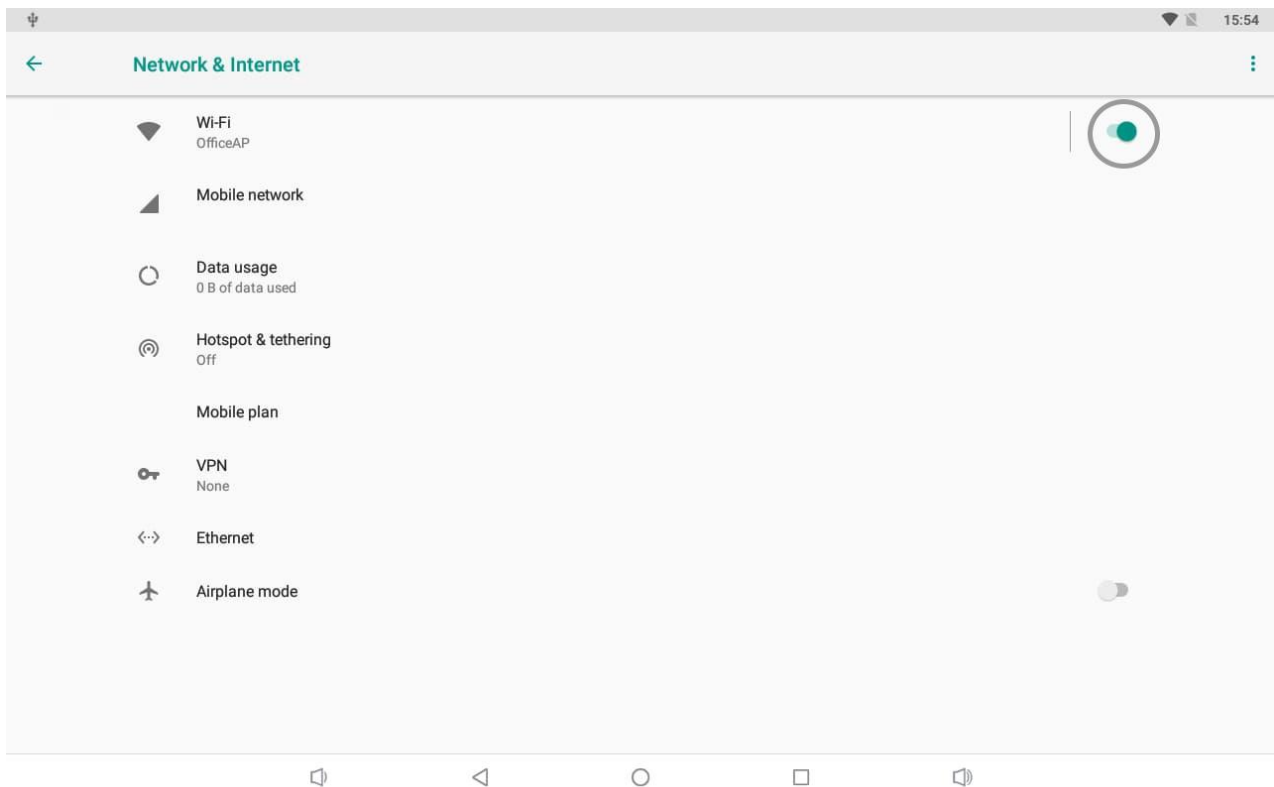 15:54
Network & Internet
Wi-Fi
OfficeAP
Mobile network
Data usage
0 B of data used
Hotspot & tethering
Off
Mobile plan
VPN
None
Ethernet
Airplane mode